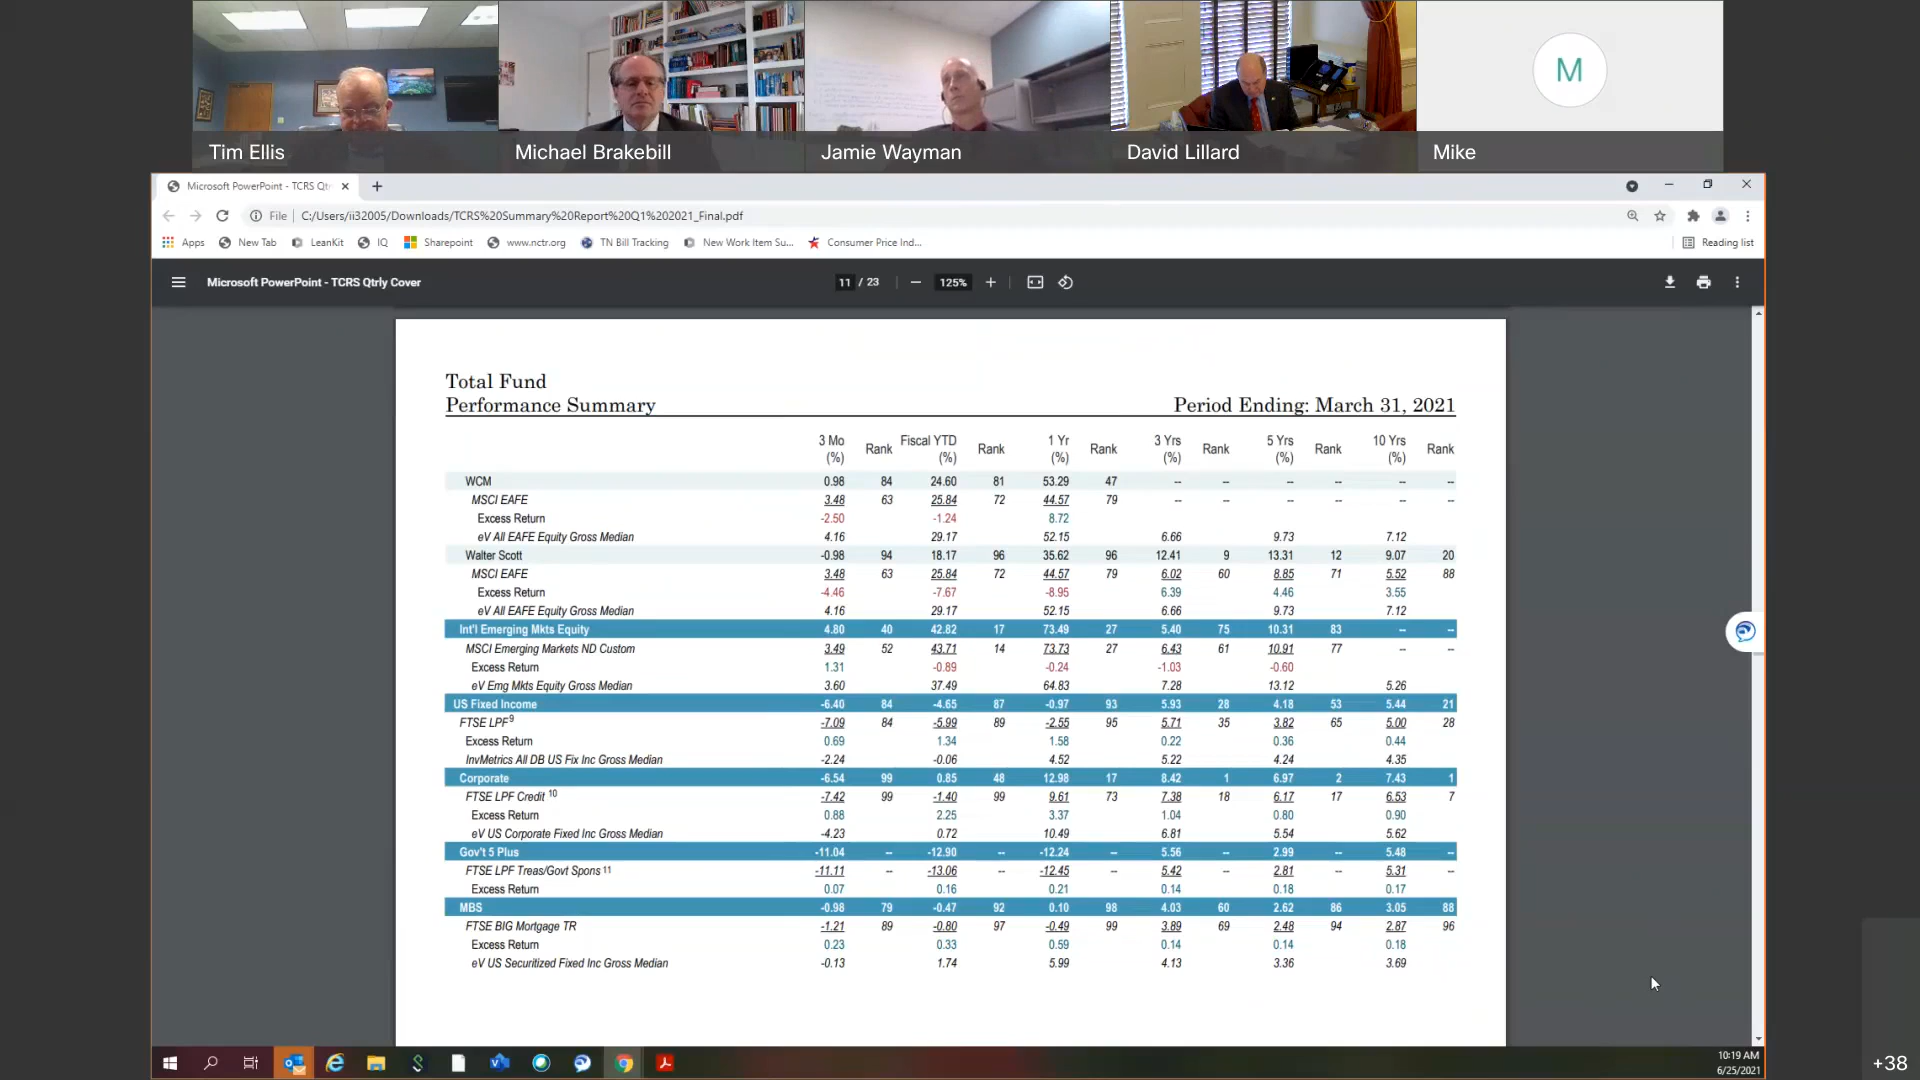 M
Tim Ellis
Michael Brakebill
Jamie Wayman
David Lillard
Mike
Microsoft PowerPoint - TCRS Qt
File | C:/Users/ii32005/Downloads/TCRS%20Summary%20Report%20Q1%202021_Final.pdf
Apps New Tab LeanKit IQ Sharepoint www.nctr.org TN Bill Tracking New Work Item Su... Consumer Price Ind... Reading list
Microsoft PowerPoint - TCRS Qtrly Cover 11 / 23 125%
Total Fund
Performance Summary Period Ending: March 31, 2021
3 Mo (%) Rank Fiscal YTD (%) Rank 1 Yr (%) Rank 3 Yrs (%) Rank 5 Yrs (%) Rank 10 Yrs (%) Rank
WCM 0.98 84 24.60 81 53.29 47 -- -- -- -- -- --
MSCI EAFE 3.48 63 25.84 72 44.57 79 -- -- -- -- -- --
Excess Return -2.50 -1.24 8.72
eV All EAFE Equity Gross Median 4.16 29.17 52.15 6.66 9.73 7.12
Walter Scott -0.98 94 18.17 96 35.62 96 12.41 9 13.31 12 9.07 20
MSCI EAFE 3.48 63 25.84 72 44.57 79 6.02 60 8.85 71 5.52 88
Excess Return -4.46 -7.67 -8.95 6.39 4.46 3.55
eV All EAFE Equity Gross Median 4.16 29.17 52.15 6.66 9.73 7.12
Int'l Emerging Mkts Equity 4.80 40 42.82 17 73.49 27 5.40 75 10.31 83 -- --
MSCI Emerging Markets ND Custom 3.49 52 43.71 14 73.73 27 6.43 61 10.91 77 -- --
Excess Return 1.31 -0.89 -0.24 -1.03 -0.60
eV Emg Mkts Equity Gross Median 3.60 37.49 64.83 7.28 13.12 5.26
US Fixed Income -6.40 84 -4.65 87 -0.97 93 5.93 28 4.18 53 5.44 21
FTSE LPF9 -7.09 84 -5.99 89 -2.55 95 5.71 35 3.82 65 5.00 28
Excess Return 0.69 1.34 1.58 0.22 0.36 0.44
InvMetrics All DB US Fix Inc Gross Median -2.24 -0.06 4.52 5.22 4.24 4.35
Corporate -6.54 99 0.85 48 12.98 17 8.42 1 6.97 2 7.43 1
FTSE LPF Credit 10 -7.42 99 -1.40 99 9.61 73 7.38 18 6.17 17 6.53 7
Excess Return 0.88 2.25 3.37 1.04 0.80 0.90
eV US Corporate Fixed Inc Gross Median -4.23 0.72 10.49 6.81 5.54 5.62
Gov't 5 Plus -11.04 -- -12.90 -- -12.24 -- 5.56 -- 2.99 -- 5.48 --
FTSE LPF Treas/Govt Spons 11 -11.11 -- -13.06 -- -12.45 -- 5.42 -- 2.81 -- 5.31 --
Excess Return 0.07 0.16 0.21 0.14 0.18 0.17
MBS -0.98 79 -0.47 92 0.10 98 4.03 60 2.62 86 3.05 88
FTSE BIG Mortgage TR -1.21 89 -0.80 97 -0.49 99 3.89 69 2.48 94 2.87 96
Excess Return 0.23 0.33 0.59 0.14 0.14 0.18
eV US Securitized Fixed Inc Gross Median -0.13 1.74 5.99 4.13 3.36 3.69
10:19 AM
6/25/2021
+38